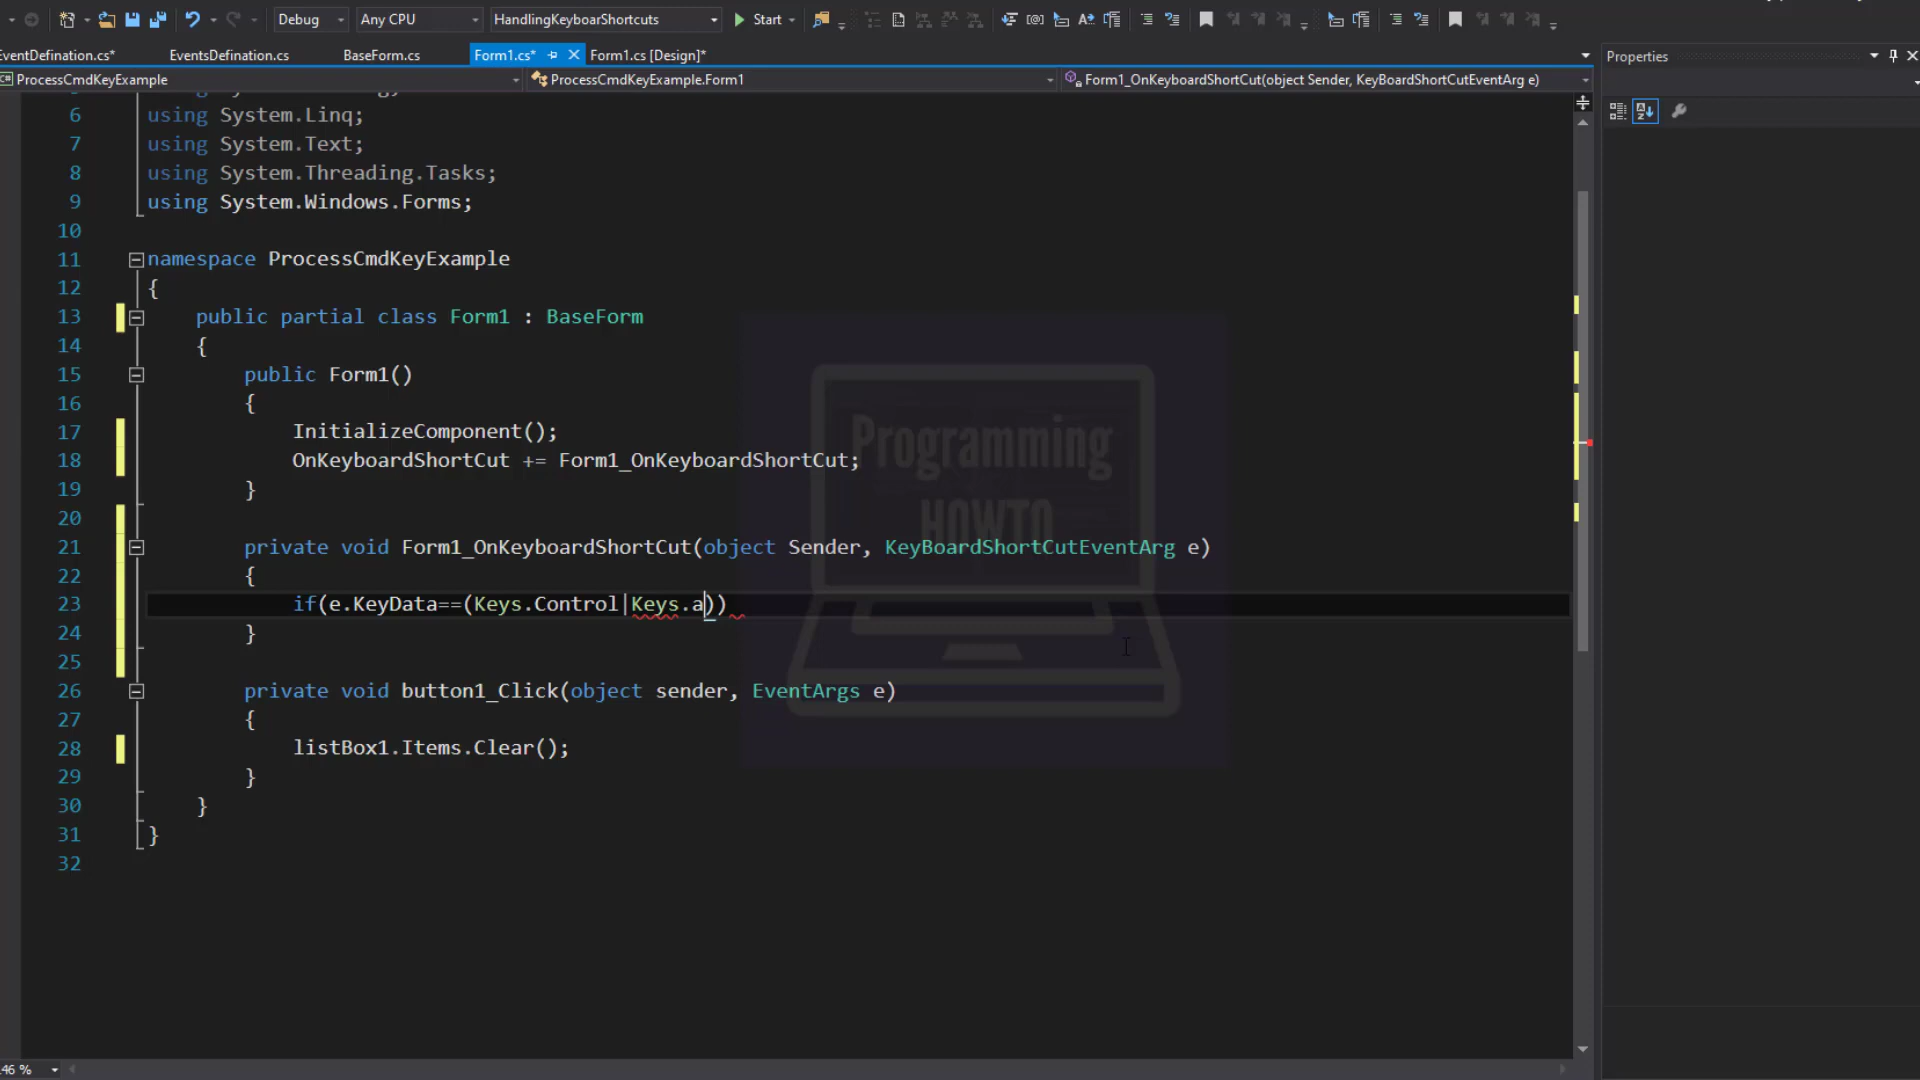 Debug Any CPU HandlingKeyboarShortcuts Start
EventDefination.cs* EventsDefination.cs BaseForm.cs Form1.cs* Form1.cs [Design]* Properties
ProcessCmdKeyExample ProcessCmdKeyExample.Form1 Form1_OnKeyboardShortCut(object Sender, KeyBoardShortCutEventArg e)
6 using System.Linq;
7 using System.Text;
8 using System.Threading.Tasks;
9 using System.Windows.Forms;
10
11 namespace ProcessCmdKeyExample
12 {
13 public partial class Form1 : BaseForm
14 {
15 public Form1()
16 {
17 InitializeComponent();
18 OnKeyboardShortCut += Form1_OnKeyboardShortCut;
19 }
20
21 private void Form1_OnKeyboardShortCut(object Sender, KeyBoardShortCutEventArg e)
22 {
23 if(e.KeyData==(Keys.Control|Keys.a))
24 }
25
26 private void button1_Click(object sender, EventArgs e)
27 {
28 listBox1.Items.Clear();
29 }
30 }
31 }
32
Programming
HOWTO
46 %